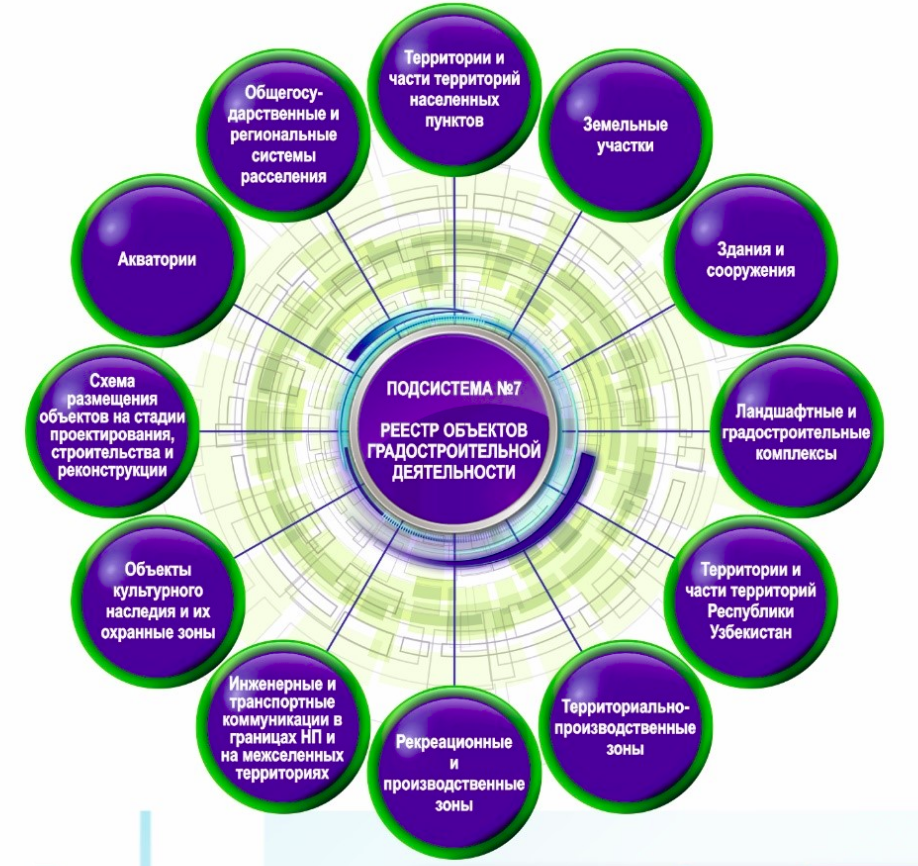 Территории и
части территорий
населенных
пунктов
Земельные
участки
Здания и
сооружения
Ландшафтные и
градостроительные
комплексы
Территории и
части территорий
Республики
Узбекистан
Территориально-
производственные
зоны
Рекреационные
и
производственные
зоны
Инженерные и
транспортные
коммуникации в
границах НП и
на межселенных
территориях
Объекты
культурного
наследия и их
охранные зоны
Схема
размещения
объектов на стадии
проектирования,
строительства и
реконструкции
Акватории
Общегосу-
дарственные и
региональные
системы
расселения
ПОДСИСТЕМА №7
РЕЕСТР ОБЪЕКТОВ
ГРАДОСТРОИТЕЛЬНОЙ
ДЕЯТЕЛЬНОСТИ